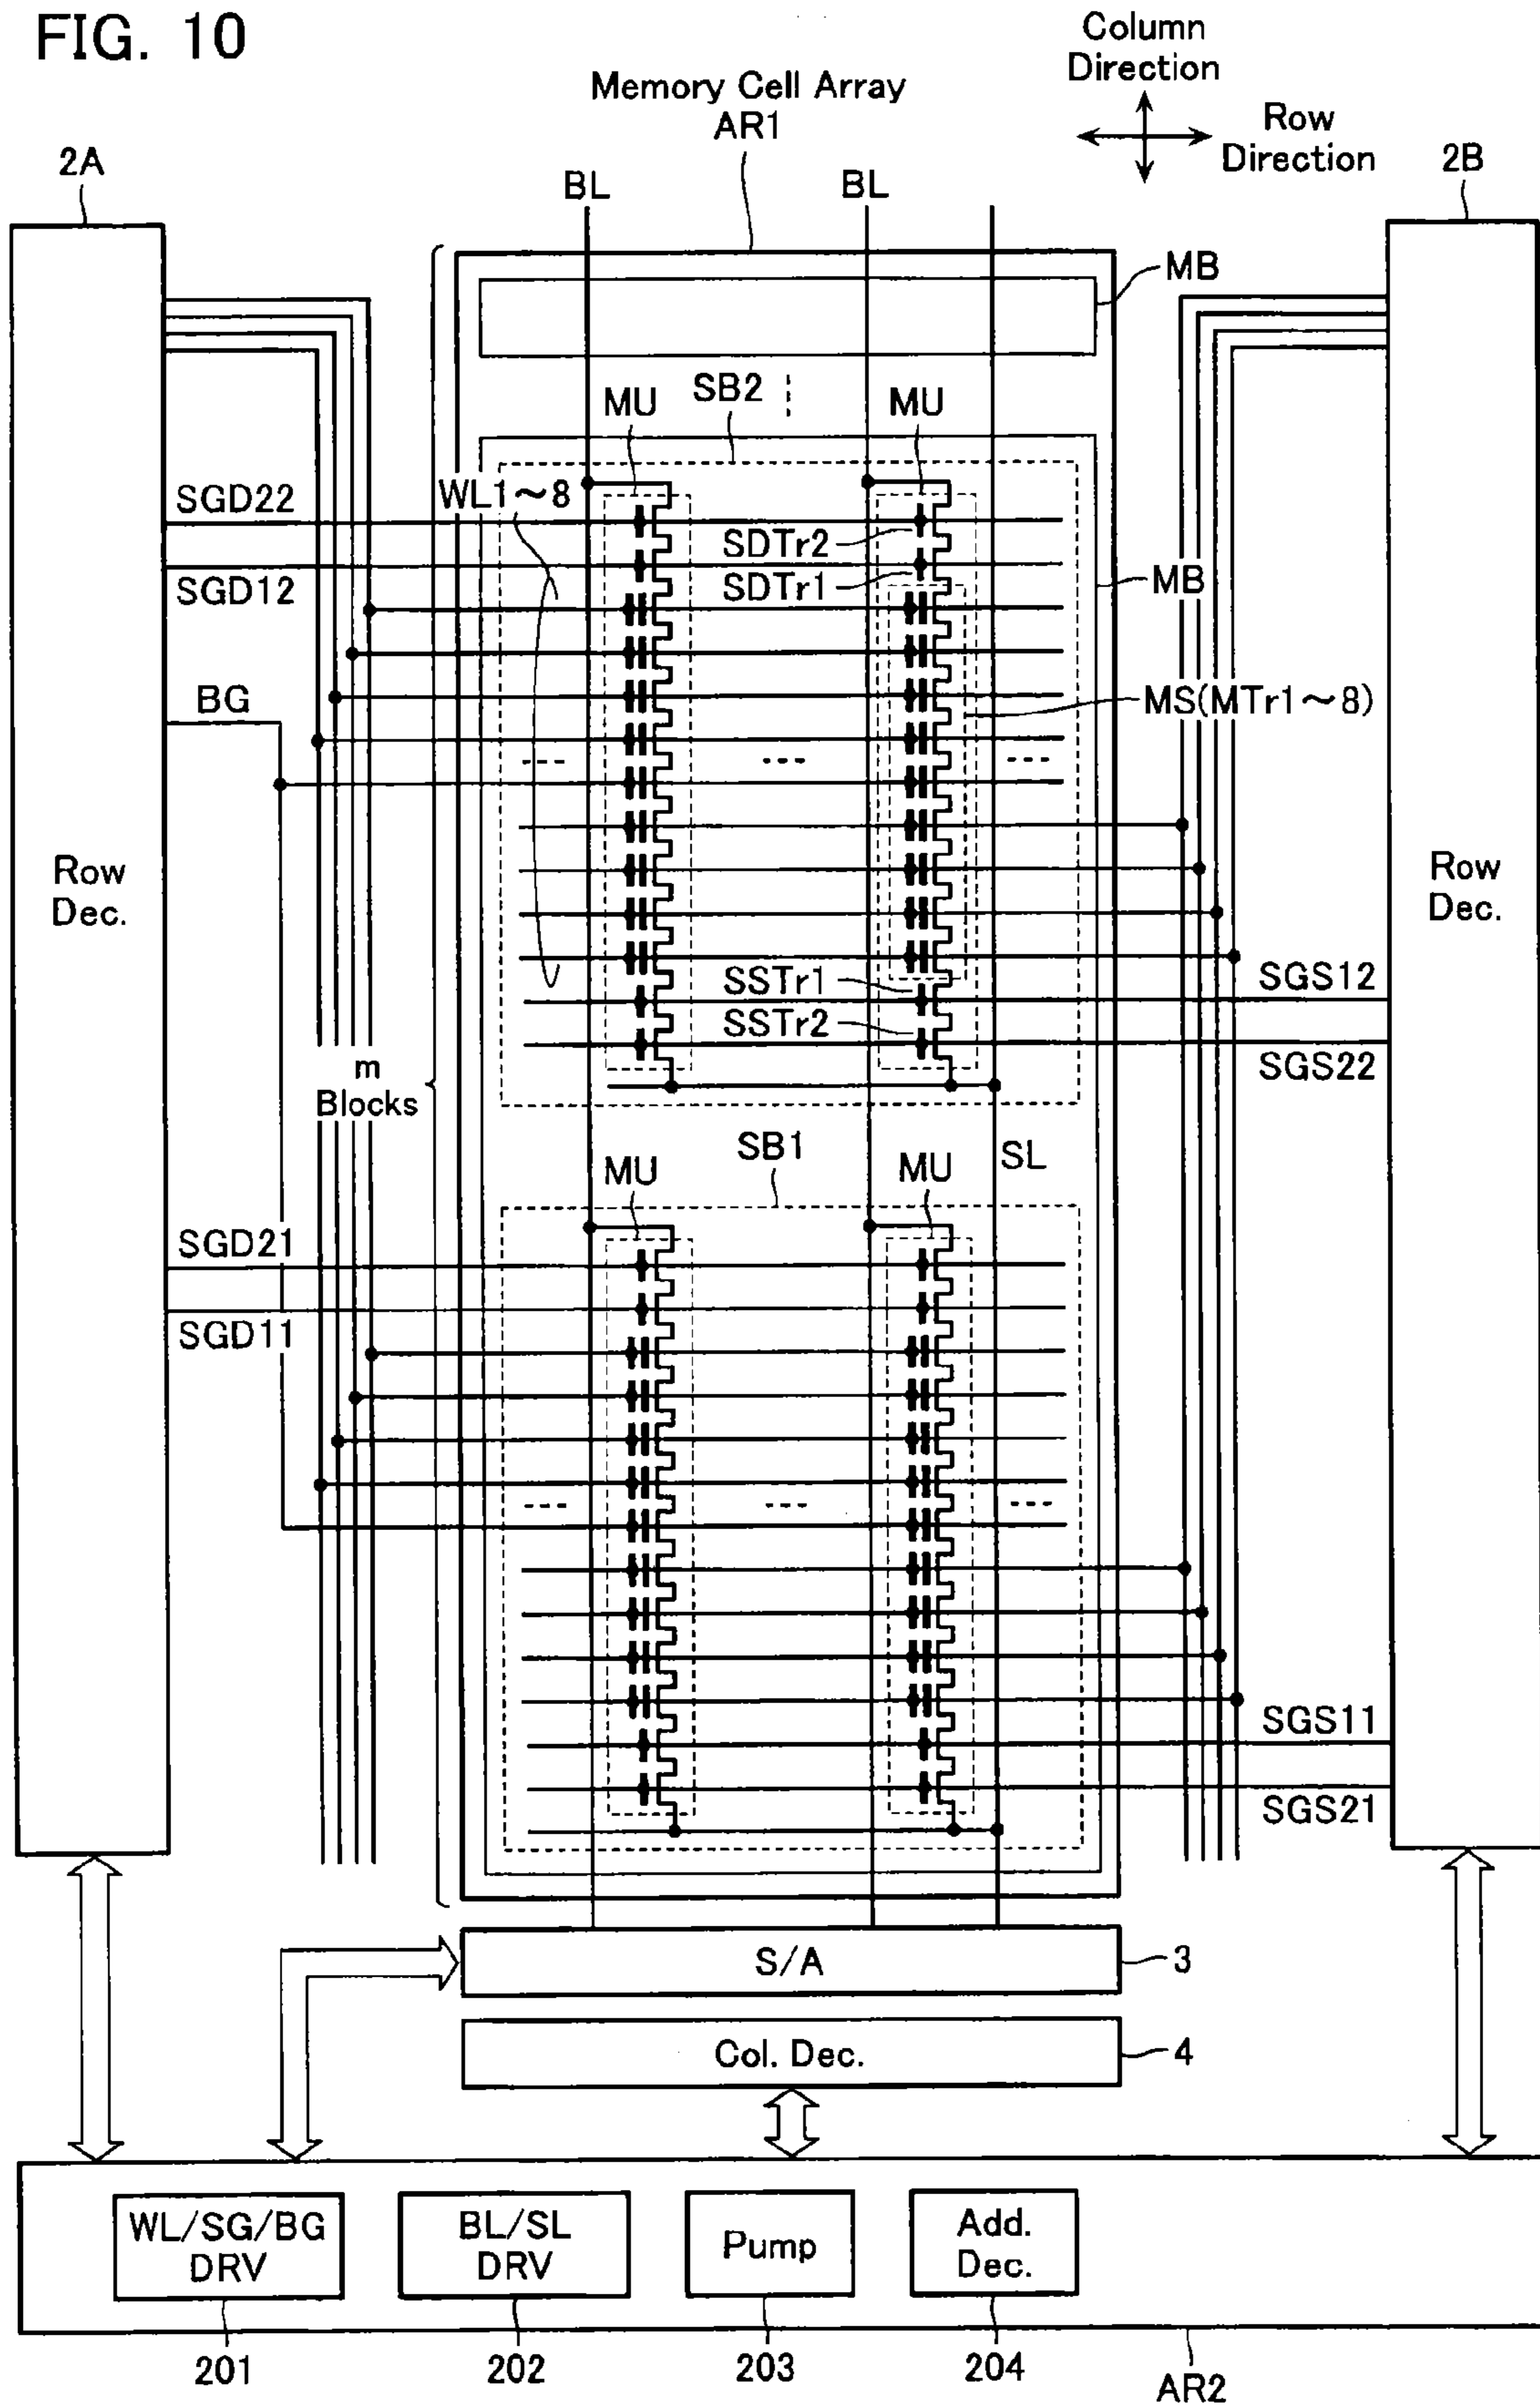 FIG. 10
Column
Direction
Row
Direction
Memory Cell Array
AR1
2A
2B
BL
BL
MB
SB2
MU
MU
WL1~8
SGD22
SDTr2
SGD12
SDTr1
MB
BG
MS(MTr1~8)
Row
Dec.
Row
Dec.
SSTr1
SGS12
SSTr2
SGS22
m
Blocks
SB1
SL
MU
MU
SGD21
SGD11
SGS11
SGS21
S/A
3
Col. Dec.
4
WL/SG/BG
DRV
BL/SL
DRV
Pump
Add.
Dec.
201
202
203
204
AR2